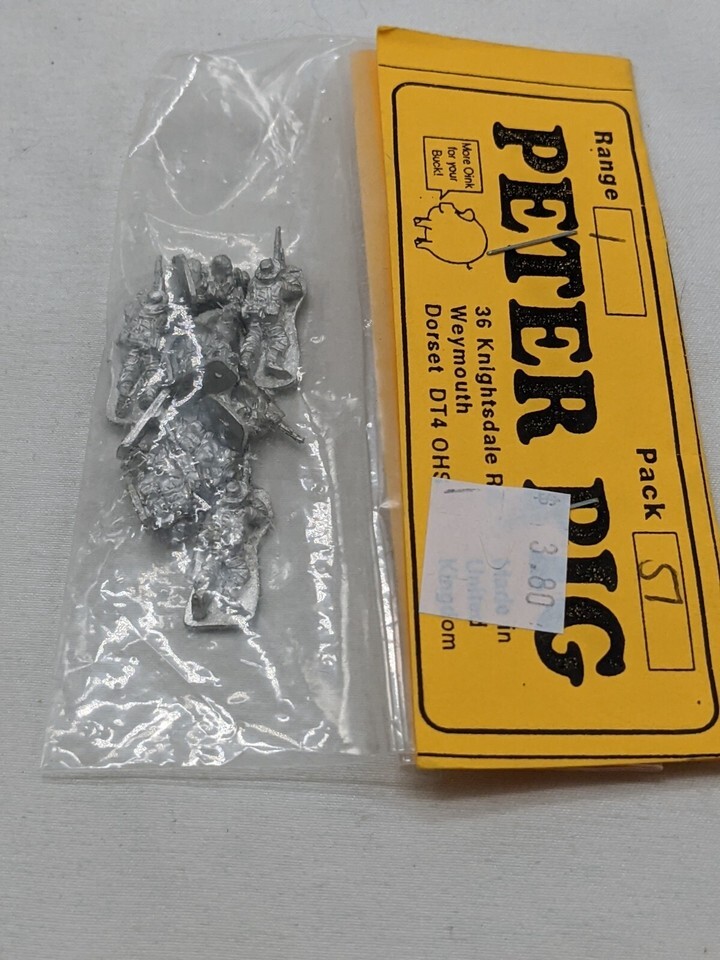 Range 1
Pack 57
PETER PIG
More Oink
for your
Buck!
36 Knightsdale R
Weymouth
Dorset DT4 OHS
3.80
Made in
United
Kingdom